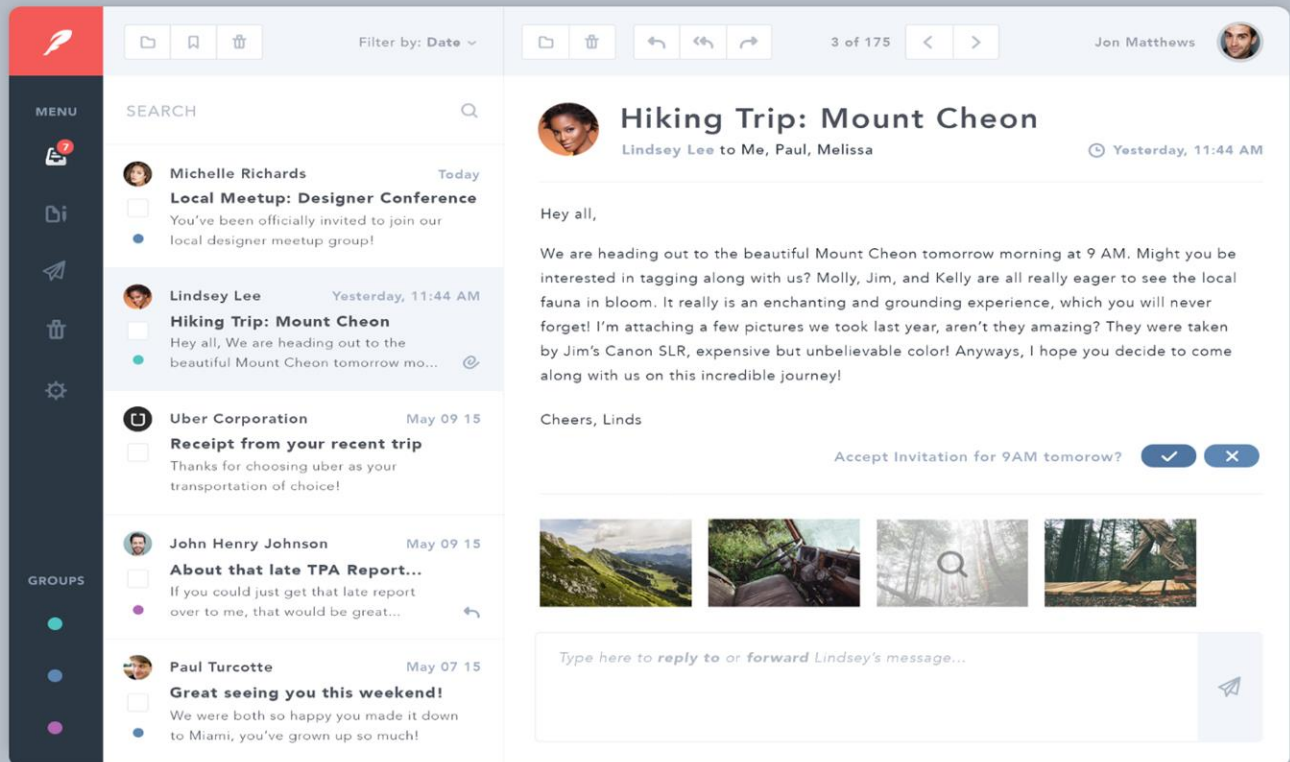 MENU
7
GROUPS
Filter by: Date
SEARCH
Michelle Richards Today
Local Meetup: Designer Conference
You've been officially invited to join our
local designer meetup group!
Lindsey Lee Yesterday, 11:44 AM
Hiking Trip: Mount Cheon
Hey all, We are heading out to the
beautiful Mount Cheon tomorrow mo...
Uber Corporation May 09 15
Receipt from your recent trip
Thanks for choosing uber as your
transportation of choice!
John Henry Johnson May 09 15
About that late TPA Report...
If you could just get that late report
over to me, that would be great...
Paul Turcotte May 07 15
Great seeing you this weekend!
We were both so happy you made it down
to Miami, you've grown up so much!
3 of 175
Jon Matthews
Hiking Trip: Mount Cheon
Lindsey Lee to Me, Paul, Melissa Yesterday, 11:44 AM
Hey all,
We are heading out to the beautiful Mount Cheon tomorrow morning at 9 AM. Might you be
interested in tagging along with us? Molly, Jim, and Kelly are all really eager to see the local
fauna in bloom. It really is an enchanting and grounding experience, which you will never
forget! I'm attaching a few pictures we took last year, aren't they amazing? They were taken
by Jim's Canon SLR, expensive but unbelievable color! Anyways, I hope you decide to come
along with us on this incredible journey!
Cheers, Linds
Accept Invitation for 9AM tomorow?
Type here to reply to or forward Lindsey's message...